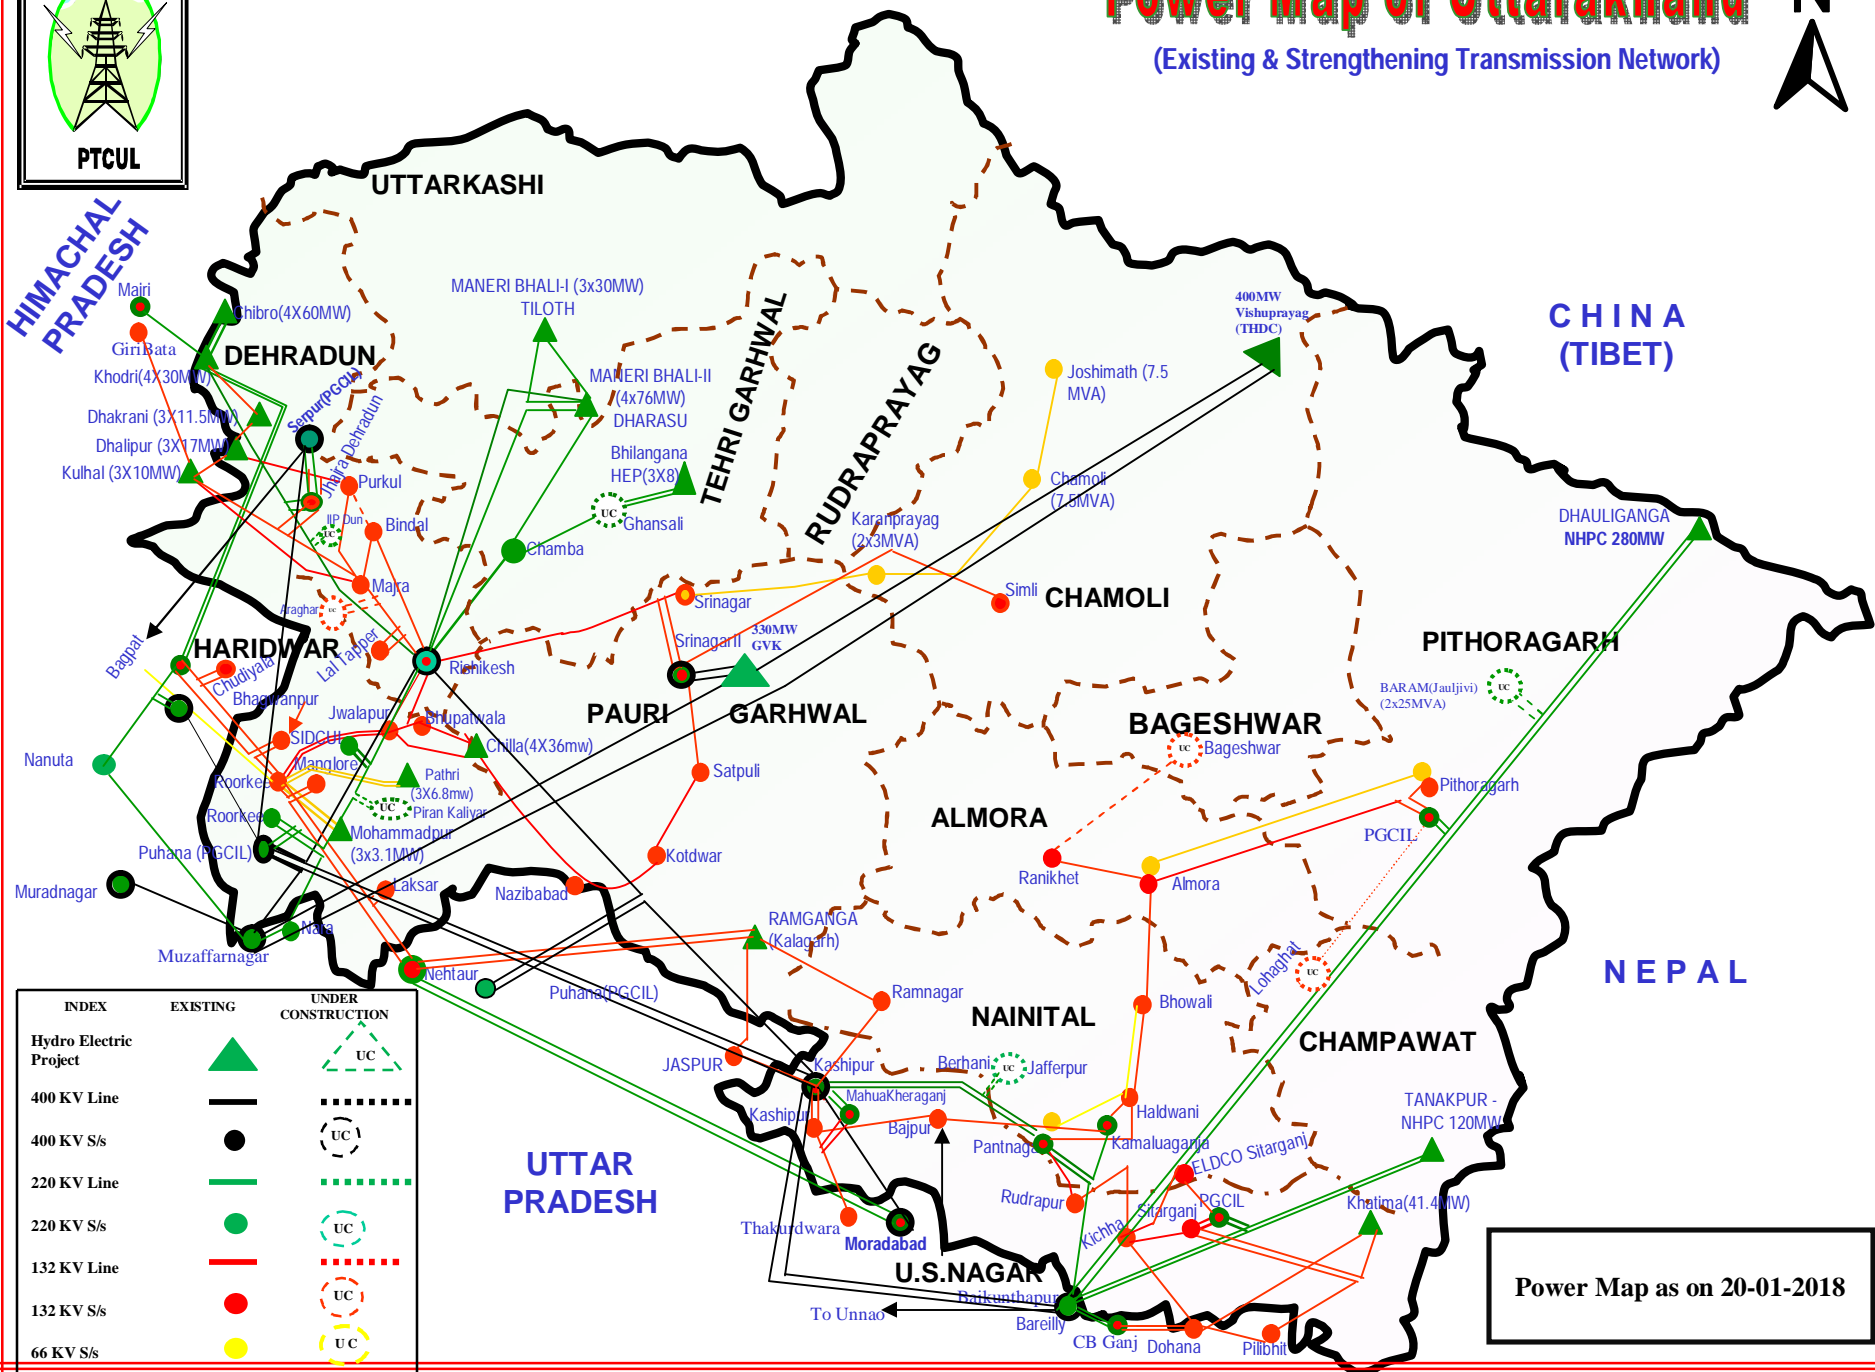 Power Map of Uttarakhand
(Existing & Strengthening Transmission Network)
N
PTCUL
HIMACHAL
PRADESH
UTTARKASHI
CHINA
(TIBET)
Mairi
GiriBata
Chibro(4X60MW)
DEHRADUN
Khodri(4X30MW)
Dhakrani (3X11.5MW)
Dhalipur (3X17MW)
Kulhal (3X10MW)
Serpur(PGCIL)
Jhajra Dehradun
Purkul
IIP Dun
UC
Bindal
Majra
Araghar
UC
MANERI BHALI-I (3x30MW)
TILOTH
MANERI BHALI-II
(4x76MW)
DHARASU
Bhilangana
HEP(3X8)
UC
Ghansali
Chamba
TEHRI GARHWAL
RUDRAPRAYAG
400MW
Vishuprayag
(THDC)
Joshimath (7.5
MVA)
Chamoli
(7.5MVA)
Karanprayag
(2x3MVA)
Simli
CHAMOLI
DHAULIGANGA
NHPC 280MW
PITHORAGARH
BARAM(Jauljivi)
(2x25MVA)
UC
Bagpat
HARIDWAR
Chudiyala
Lal Tapper
Rishikesh
Srinagar
SrinagarII
330MW
GVK
PAURI
GARHWAL
Bhagwanpur
Jwalapur
Bhupatwala
SIDCUL
Chilla(4X36mw)
Nanuta
Manglore
Roorkee
Pathri
(3X6.8mw)
UC
Piran Kaliyar
Roorkee
Mohammadpur
(3x3.1MW)
Puhana (PGCIL)
Satpuli
Kotdwar
Muradnagar
Laksar
Nazibabad
Nara
Muzaffarnagar
Nehtaur
Puhana(PGCIL)
BAGESHWAR
UC
Bageshwar
ALMORA
Ranikhet
Almora
Pithoragarh
PGCIL
Lohaghat
UC
NEPAL
RAMGANGA
(Kalagarh)
Ramnagar
NAINITAL
Bhowali
CHAMPAWAT
JASPUR
Kashipur
Berhani
UC
Jafferpur
MahuaKheraganj
Kashipur
Bajpur
Haldwani
Kamaluaganja
Pantnagar
TANAKPUR -
NHPC 120MW
UTTAR
PRADESH
Rudrapur
ELDCO Sitarganj
PGCIL
Sitarganj
Kichha
Khatima(41.4MW)
Thakurdwara
Moradabad
U.S.NAGAR
Baikunthapur
To Unnao
Bareilly
CB Ganj
Dohana
Pilibhit
INDEX
EXISTING
UNDER
CONSTRUCTION
Hydro Electric
Project
UC
400 KV Line
400 KV S/s
UC
220 KV Line
220 KV S/s
UC
132 KV Line
132 KV S/s
UC
66 KV S/s
U C
Power Map as on 20-01-2018